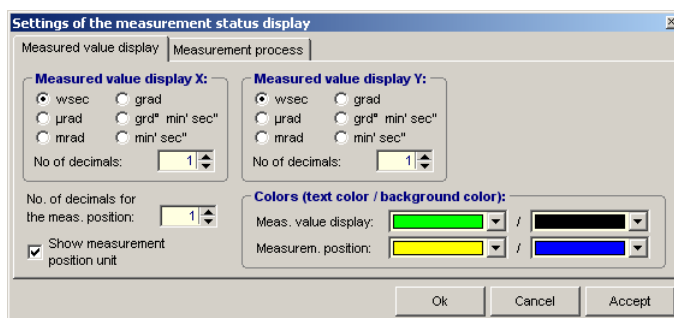 Settings of the measurement status display
Measured value display
Measurement process
Measured value display X:
wsec
grad
µrad
grd° min' sec"
mrad
min' sec"
No of decimals:
1
Measured value display Y:
wsec
grad
µrad
grd° min' sec"
mrad
min' sec"
No of decimals:
1
No. of decimals for
the meas. position:
1
Show measurement
position unit
Colors (text color / background color):
Meas. value display:
/
Measurem. position:
/
Ok
Cancel
Accept